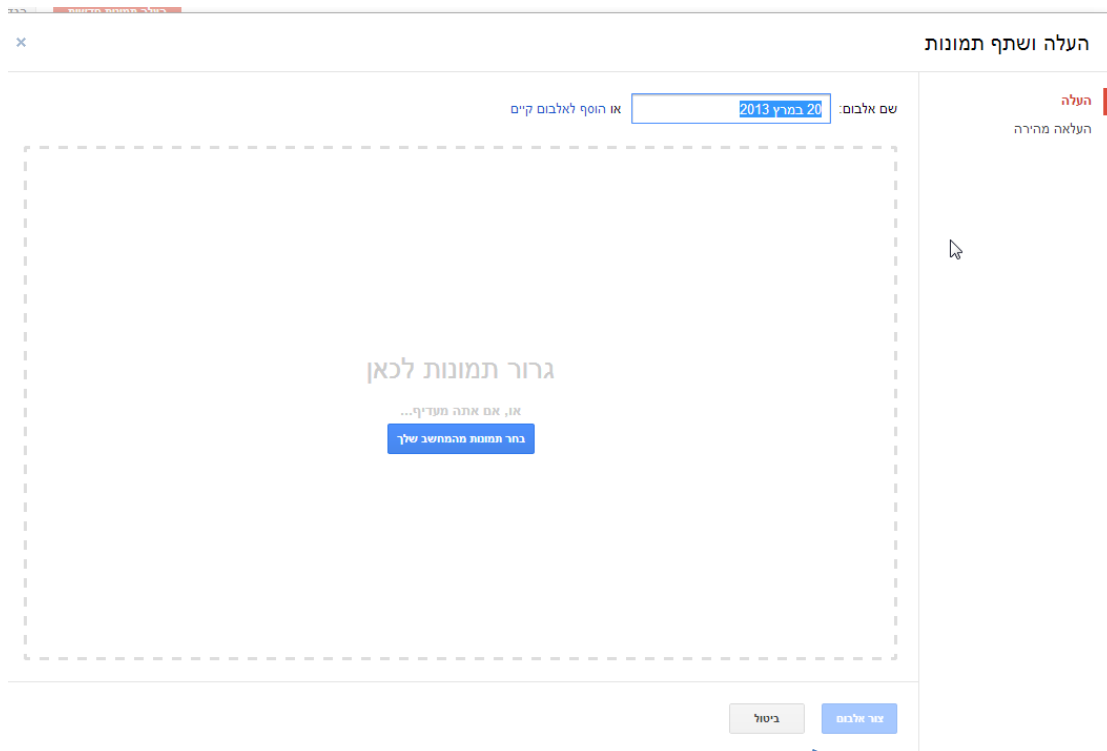 העלה ושתף תמונות
×
העלה
העלאה מהירה
שם אלבום: 20 במרץ 2013 או הוסף לאלבום קיים
גרור תמונות לכאן
או, אם אתה מעדיף...
בחר תמונות מהמחשב שלך
צור אלבום ביטול